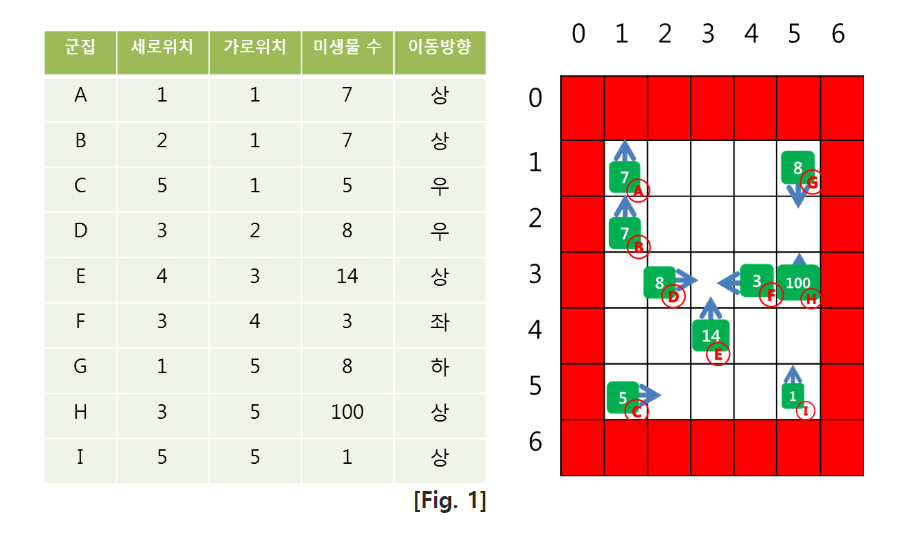 군집 세로위치 가로위치 미생물 수 이동방향
A 1 1 7 상
B 2 1 7 상
C 5 1 5 우
D 3 2 8 우
E 4 3 14 상
F 3 4 3 좌
G 1 5 8 하
H 3 5 100 상
I 5 5 1 상
[Fig. 1]
0 1 2 3 4 5 6
0
1 7 A 8 G
2 7 B
3 8 D 3 F 100 H
4 14 E
5 5 C 1 I
6